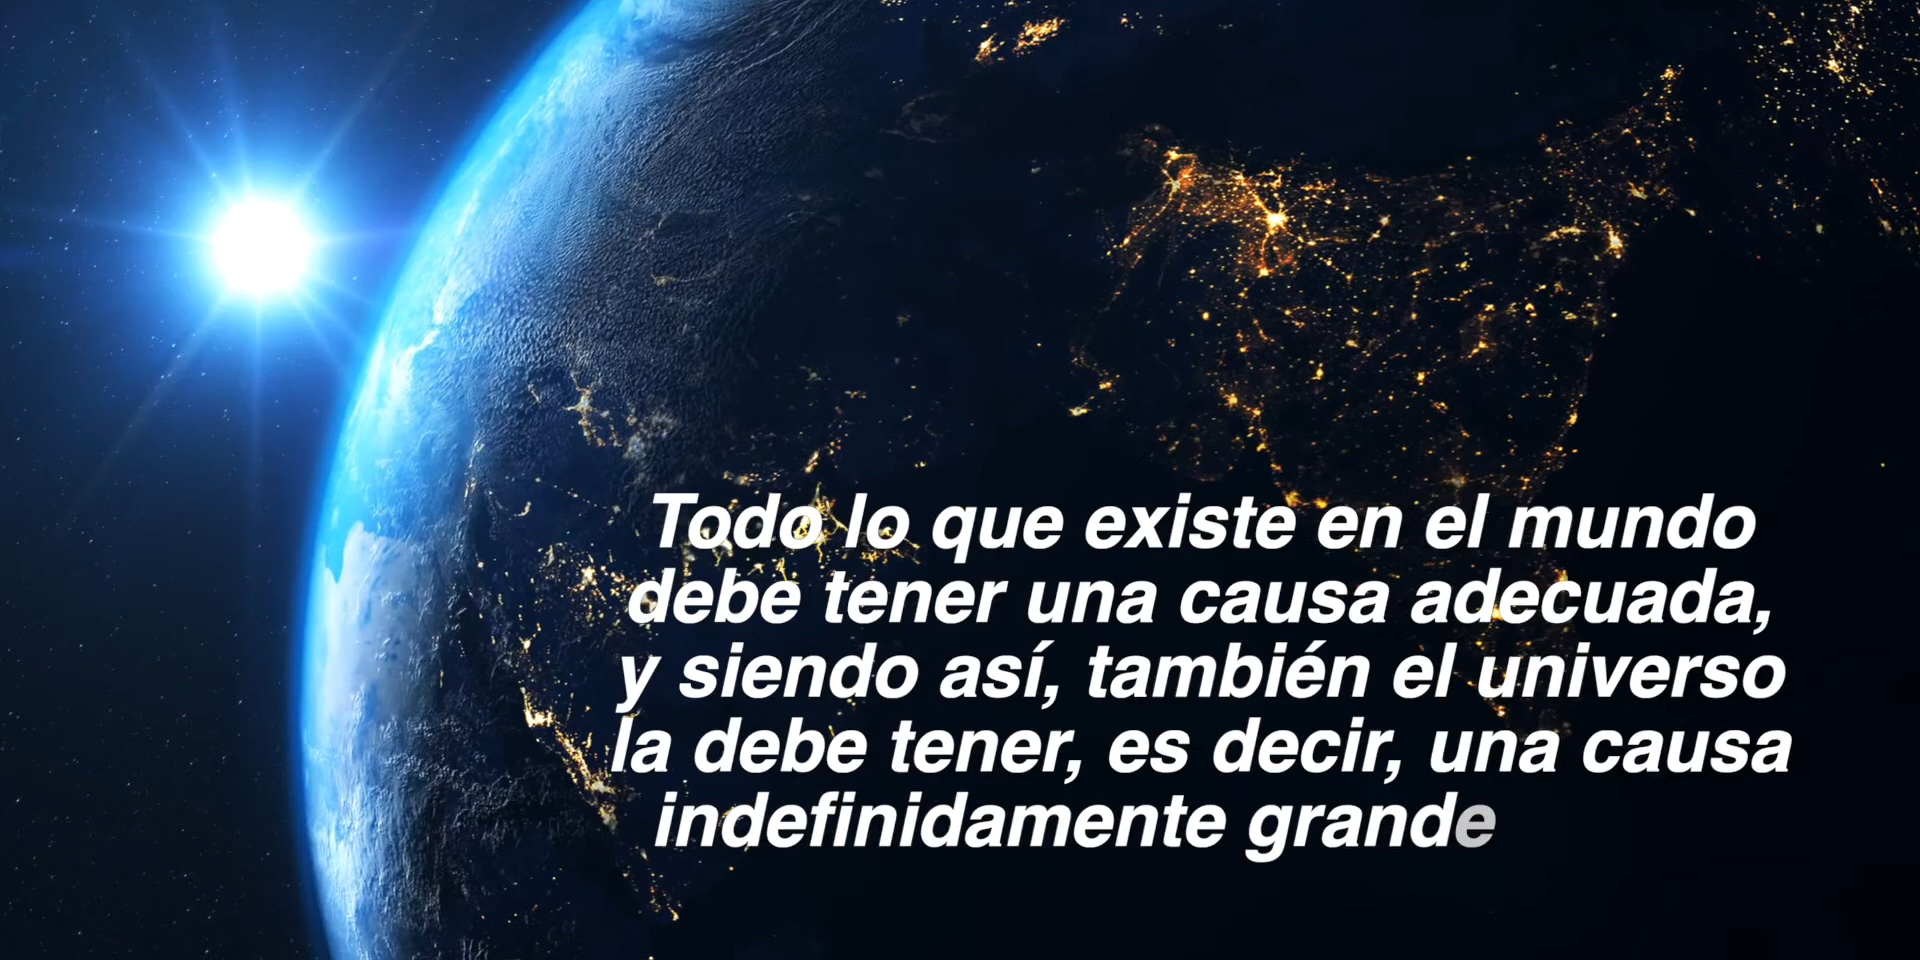 Todo lo que existe en el mundo
debe tener una causa adecuada,
y siendo así, también el universo
la debe tener, es decir, una causa
indefinidamente grande